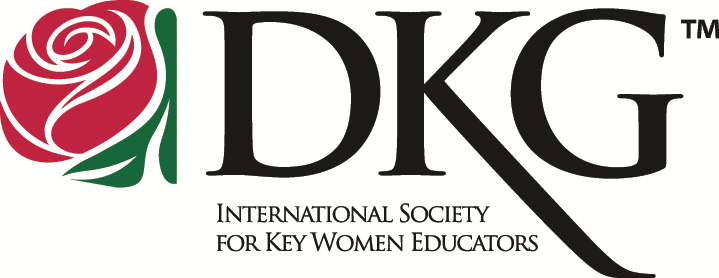 DKG™
INTERNATIONAL SOCIETY
FOR KEY WOMEN EDUCATORS